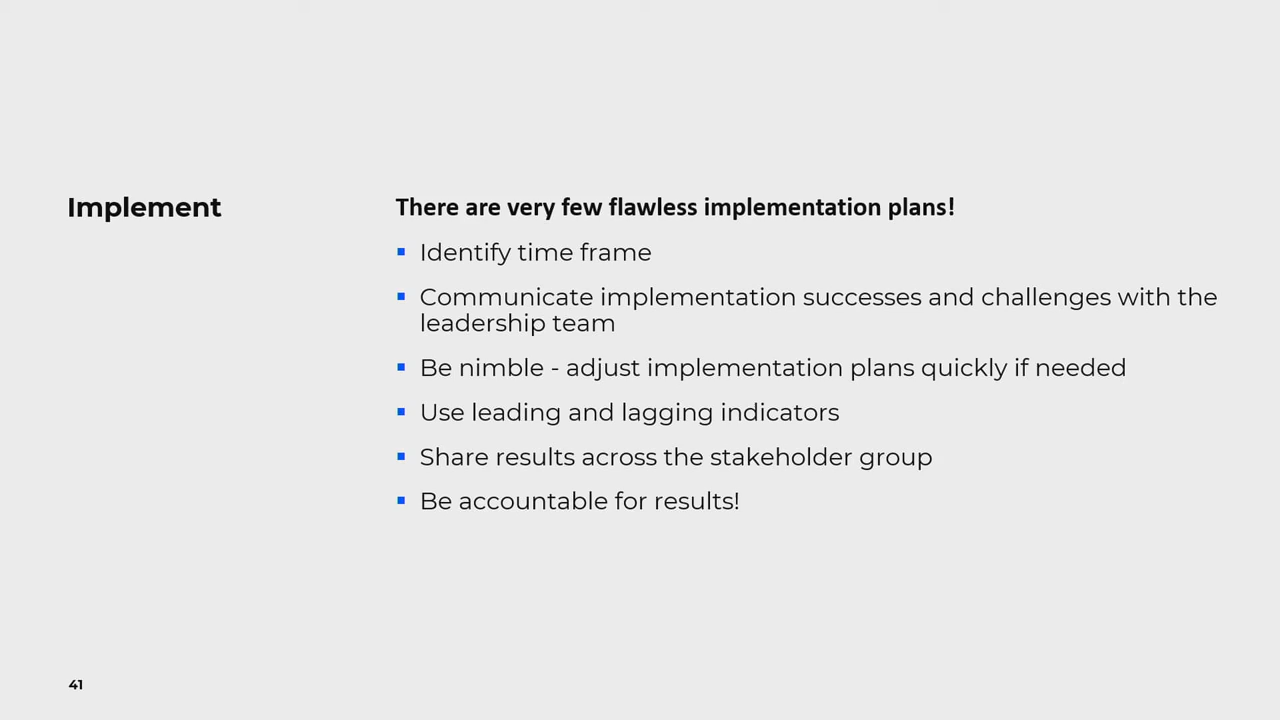 Implement
There are very few flawless implementation plans!
Identify time frame
Communicate implementation successes and challenges with the
leadership team
Be nimble - adjust implementation plans quickly if needed
Use leading and lagging indicators
Share results across the stakeholder group
Be accountable for results!
41